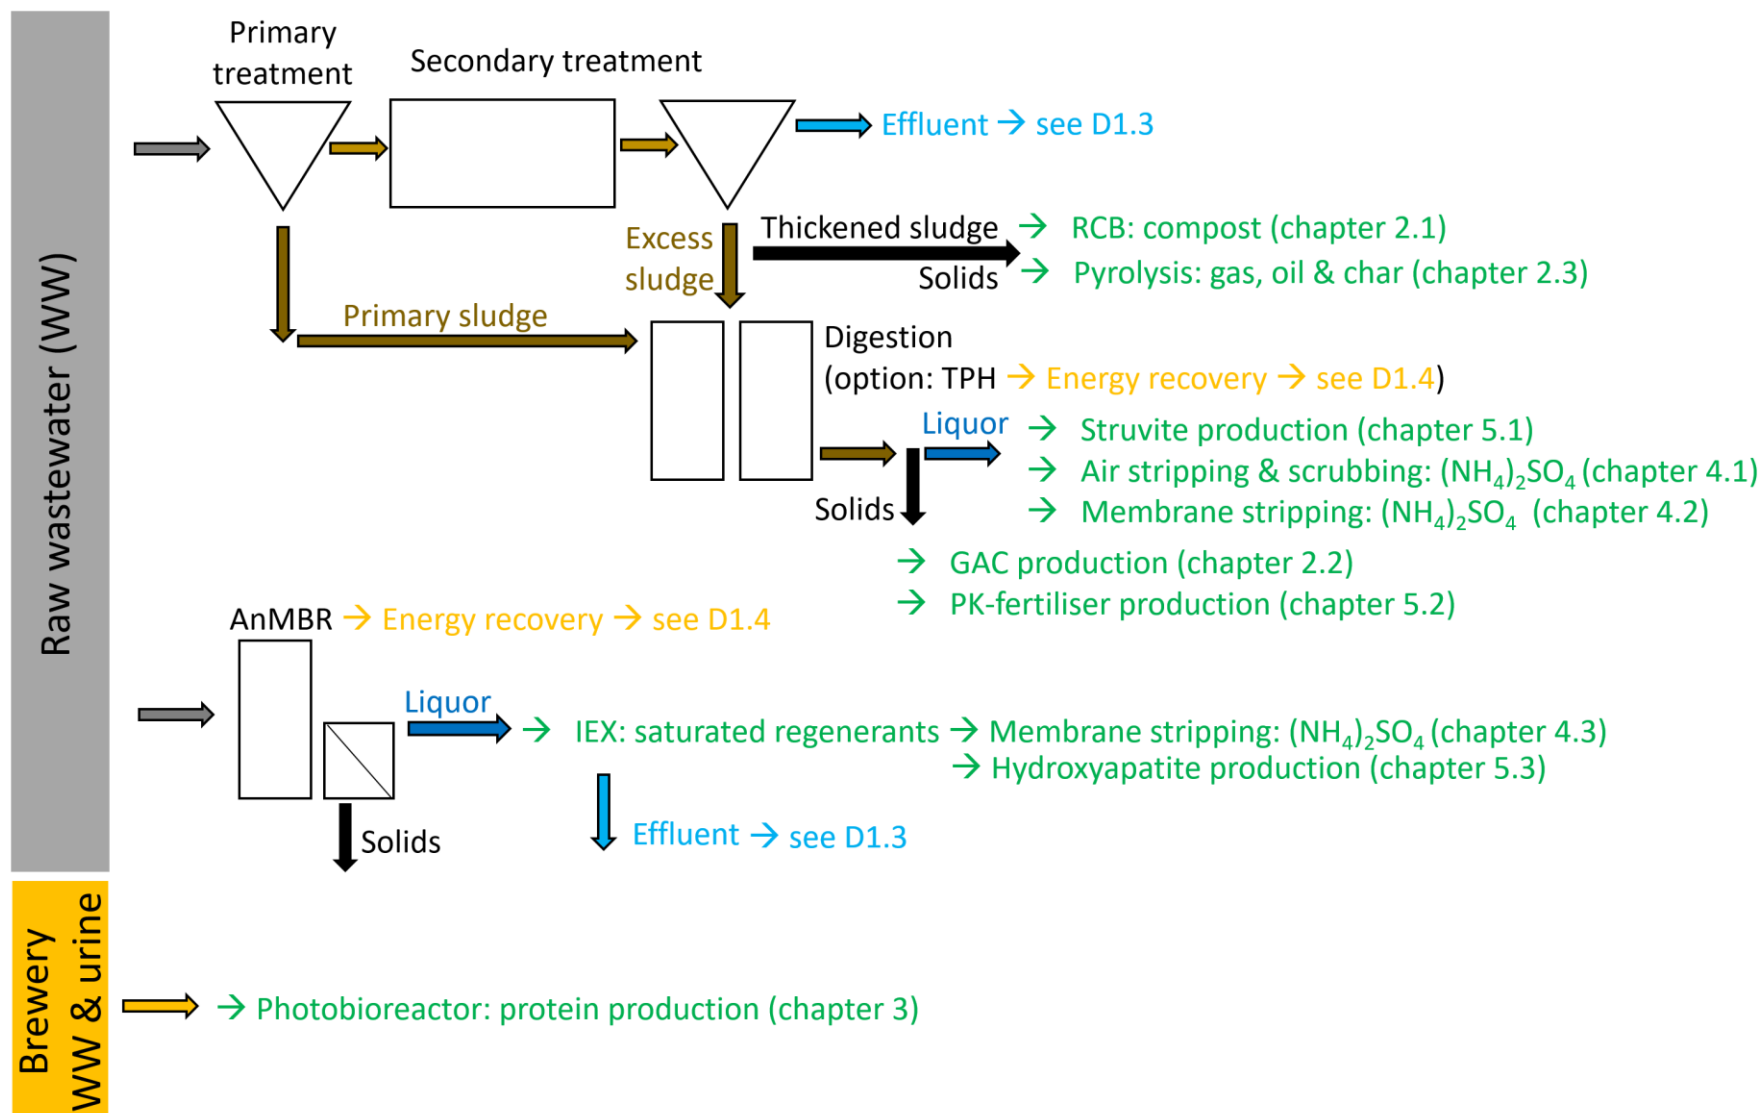 Raw wastewater (WW)
Primary
treatment
Secondary treatment
Effluent → see D1.3
Excess
sludge
Thickened sludge
Solids
→ RCB: compost (chapter 2.1)
→ Pyrolysis: gas, oil & char (chapter 2.3)
Primary sludge
Digestion
(option: TPH → Energy recovery → see D1.4)
Liquor
→ Struvite production (chapter 5.1)
→ Air stripping & scrubbing: (NH₄)₂SO₄ (chapter 4.1)
→ Membrane stripping: (NH₄)₂SO₄ (chapter 4.2)
Solids
→ GAC production (chapter 2.2)
→ PK-fertiliser production (chapter 5.2)
AnMBR → Energy recovery → see D1.4
Liquor
→ IEX: saturated regenerants → Membrane stripping: (NH₄)₂SO₄ (chapter 4.3)
→ Hydroxyapatite production (chapter 5.3)
Solids
Effluent → see D1.3
Brewery
WW & urine
→ Photobioreactor: protein production (chapter 3)